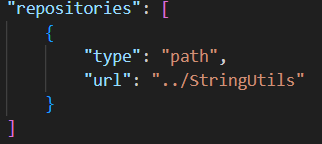 "repositories": [
{
"type": "path",
"url": "../StringUtils"
}
]